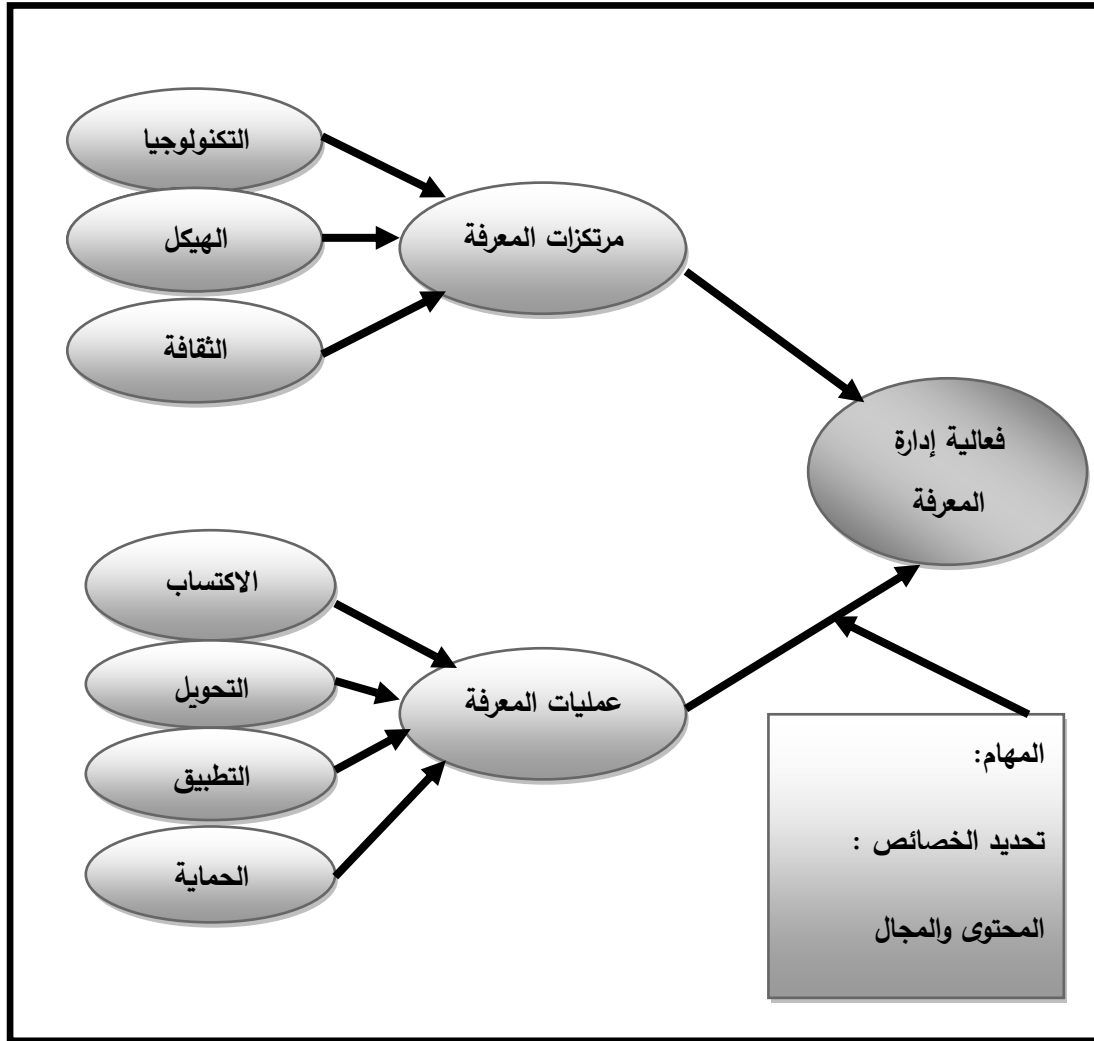 التكنولوجيا
الهيكل
الثقافة
مرتكزات المعرفة
فعالية إدارة
المعرفة
الاكتساب
التحويل
التطبيق
الحماية
عمليات المعرفة
المهام:
تحديد الخصائص :
المحتوى والمجال